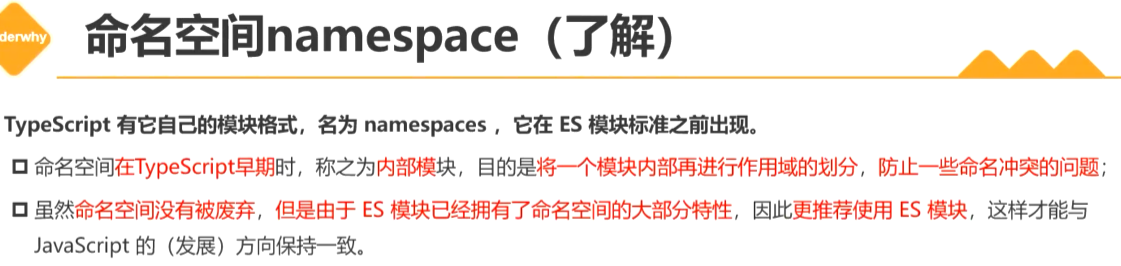 derwhy
命名空间namespace（了解）
TypeScript 有它自己的模块格式，名为 namespaces ，它在 ES 模块标准之前出现。
命名空间在TypeScript早期时，称之为内部模块，目的是将一个模块内部再进行作用域的划分，防止一些命名冲突的问题；
虽然命名空间没有被废弃，但是由于 ES 模块已经拥有了命名空间的大部分特性，因此更推荐使用 ES 模块，这样才能与
JavaScript 的（发展）方向保持一致。